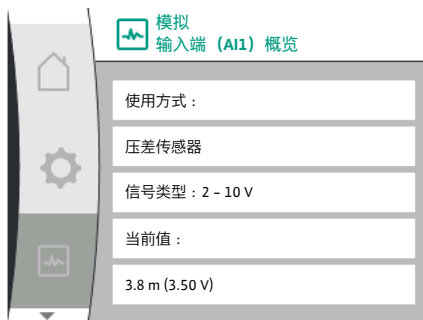 模拟
输入端（AI1）概览
使用方式：
压差传感器
信号类型：2 – 10 V
当前值：
3.8 m (3.50 V)